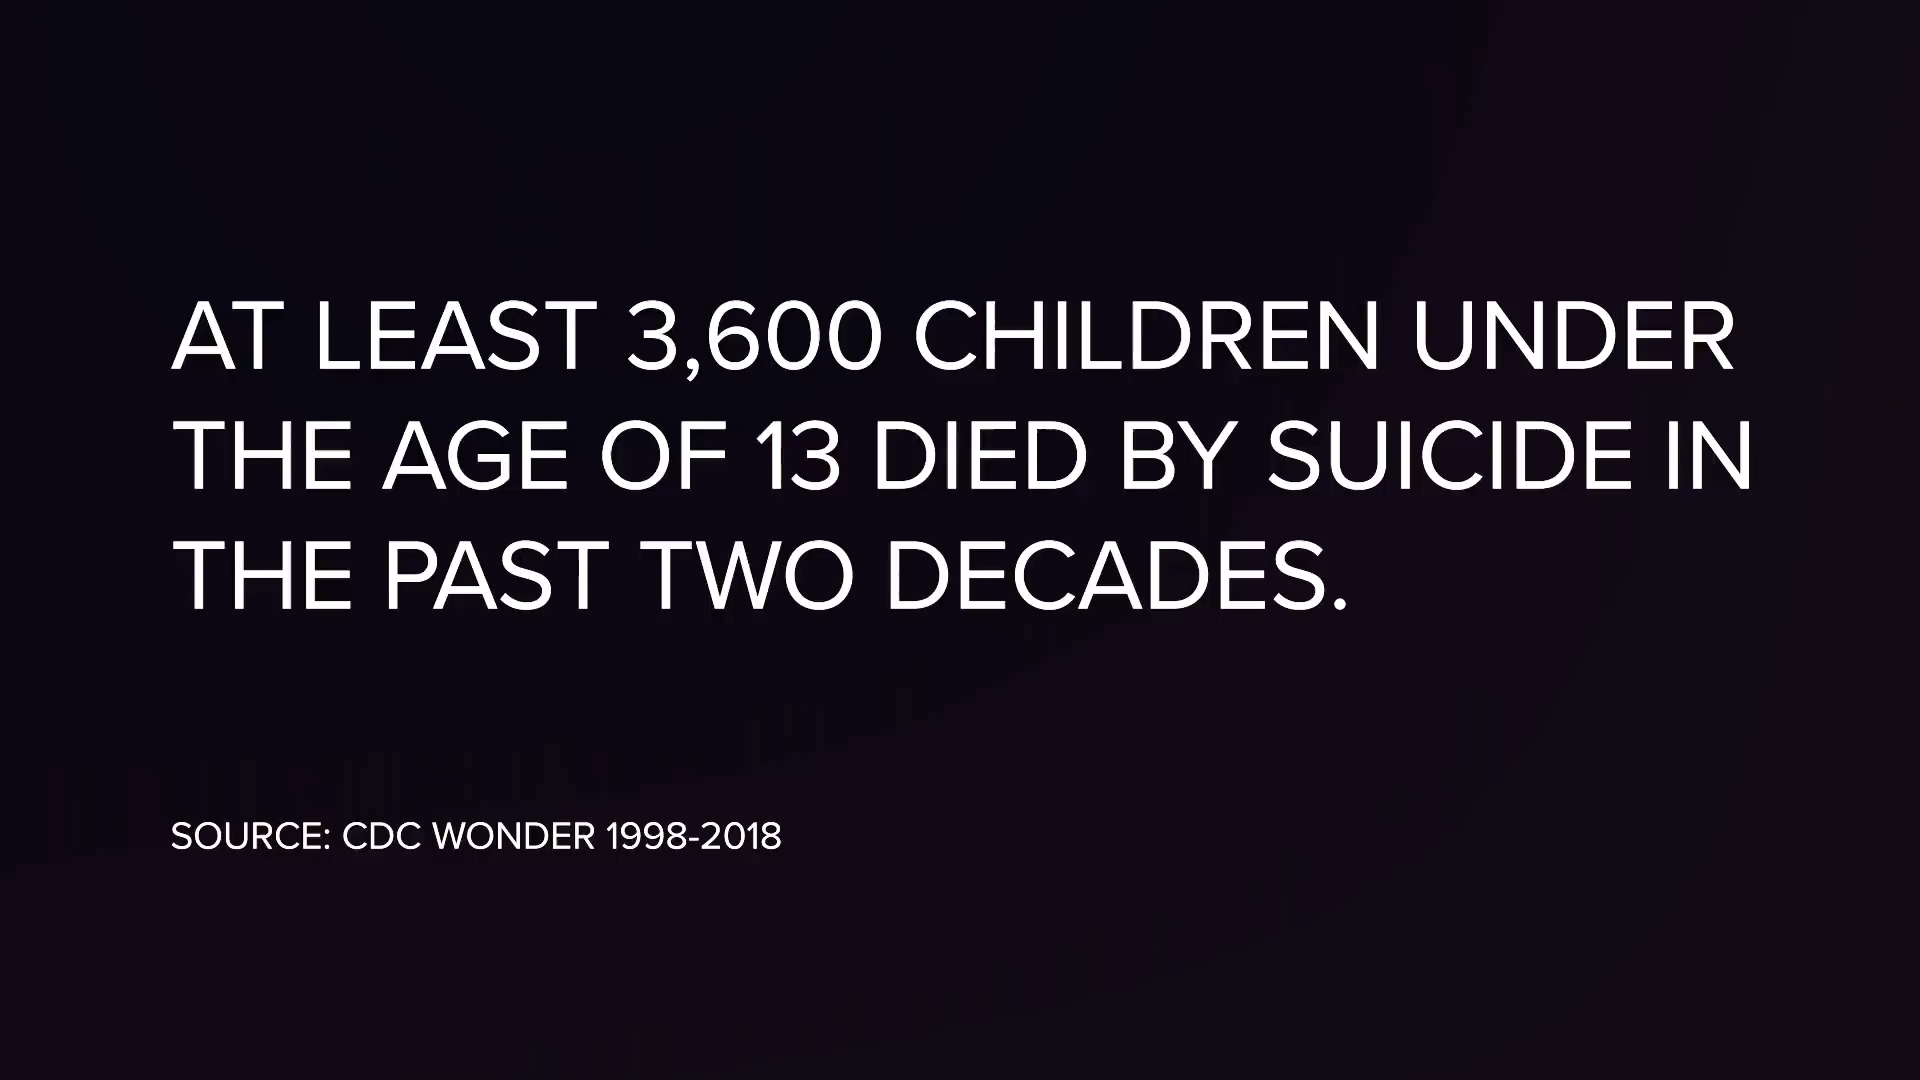 AT LEAST 3,600 CHILDREN UNDER
THE AGE OF 13 DIED BY SUICIDE IN
THE PAST TWO DECADES.
SOURCE: CDC WONDER 1998-2018